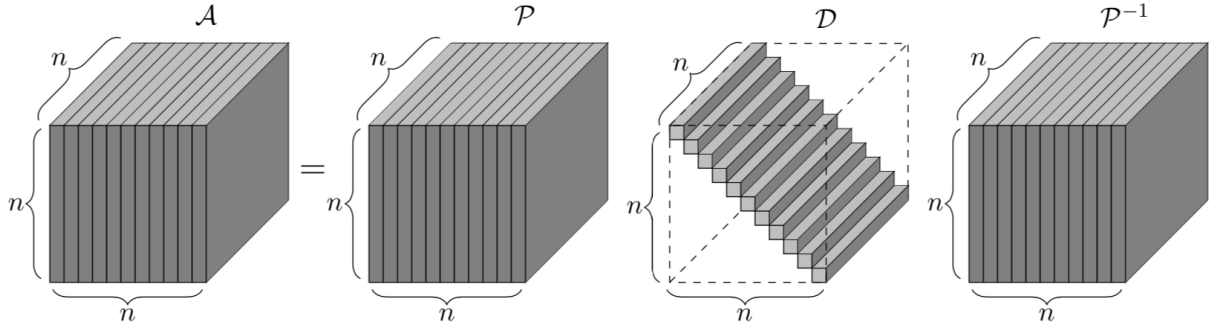 𝒜 𝒫 𝒟 𝒫⁻¹
n n n n
n = n n n
n n n n